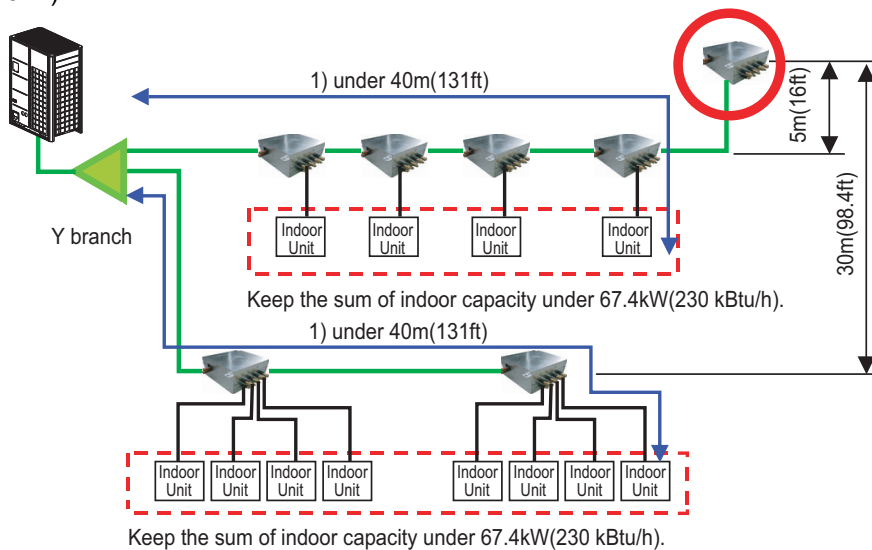 1) under 40m(131ft)
5m(16ft)
30m(98.4ft)
Indoor
Unit
Indoor
Unit
Indoor
Unit
Indoor
Unit
Y branch
Keep the sum of indoor capacity under 67.4kW(230 kBtu/h).
1) under 40m(131ft)
Indoor
Unit
Indoor
Unit
Indoor
Unit
Indoor
Unit
Indoor
Unit
Indoor
Unit
Indoor
Unit
Indoor
Unit
Keep the sum of indoor capacity under 67.4kW(230 kBtu/h).